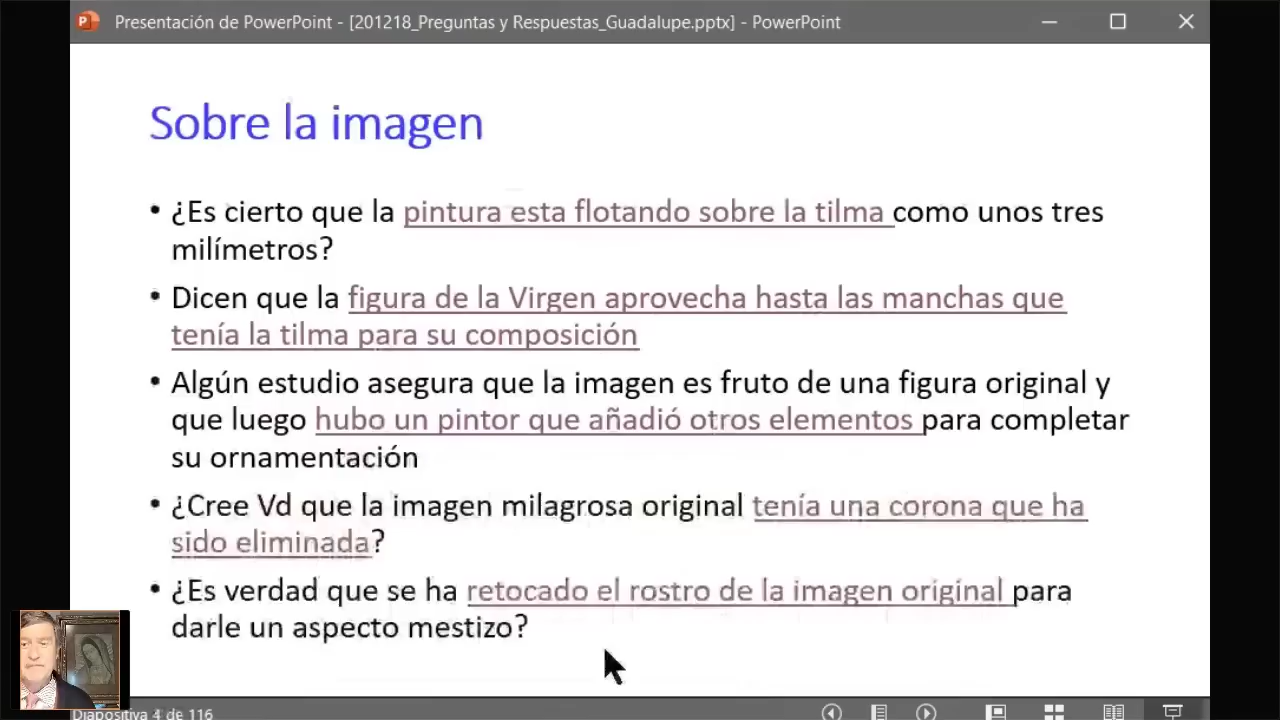 Presentación de PowerPoint - [201218_Preguntas y Respuestas_Guadalupe.pptx] - PowerPoint
Sobre la imagen
• ¿Es cierto que la pintura esta flotando sobre la tilma como unos tres
milímetros?
• Dicen que la figura de la Virgen aprovecha hasta las manchas que
tenía la tilma para su composición
• Algún estudio asegura que la imagen es fruto de una figura original y
que luego hubo un pintor que añadió otros elementos para completar
su ornamentación
• ¿Cree Vd que la imagen milagrosa original tenía una corona que ha
sido eliminada?
• ¿Es verdad que se ha retocado el rostro de la imagen original para
darle un aspecto mestizo?
Diapositiva 4 de 116